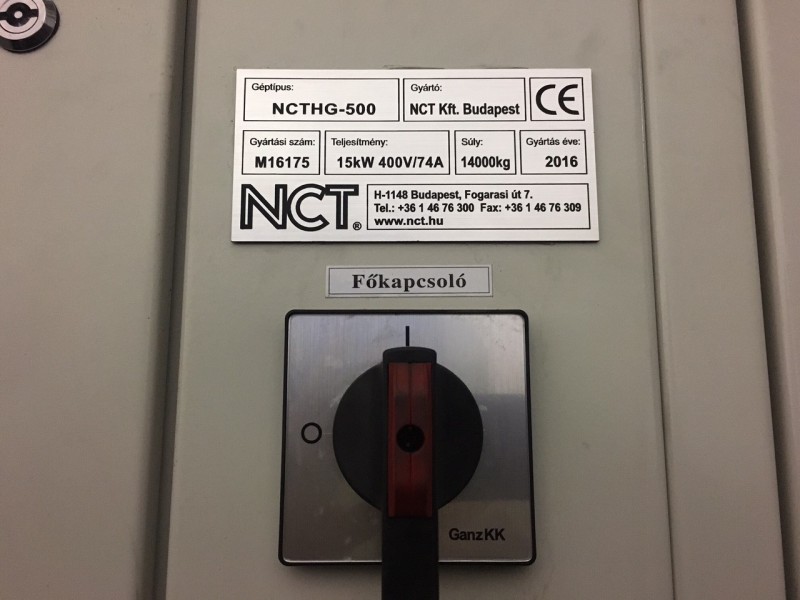 Géptípus:
NCTHG-500
Gyártó:
NCT Kft. Budapest
CE
Gyártási szám:
M16175
Teljesítmény:
15kW 400V/74A
Súly:
14000kg
Gyártás éve:
2016
NCT®
H-1148 Budapest, Fogarasi út 7.
Tel.: +36 1 46 76 300 Fax: +36 1 46 76 309
www.nct.hu
Főkapcsoló
I
O
GanzKK